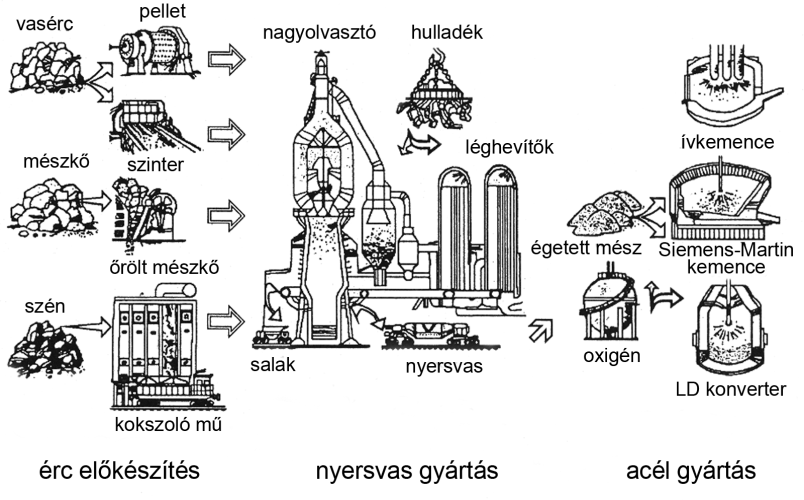 vasérc
pellet
szinter
mészkő
őrölt mészkő
szén
kokszoló mű
nagyolvasztó
hulladék
léghevítők
salak
nyersvas
ívkemence
égetett mész
Siemens-Martin
kemence
oxigén
LD konverter
érc előkészítés
nyersvas gyártás
acél gyártás